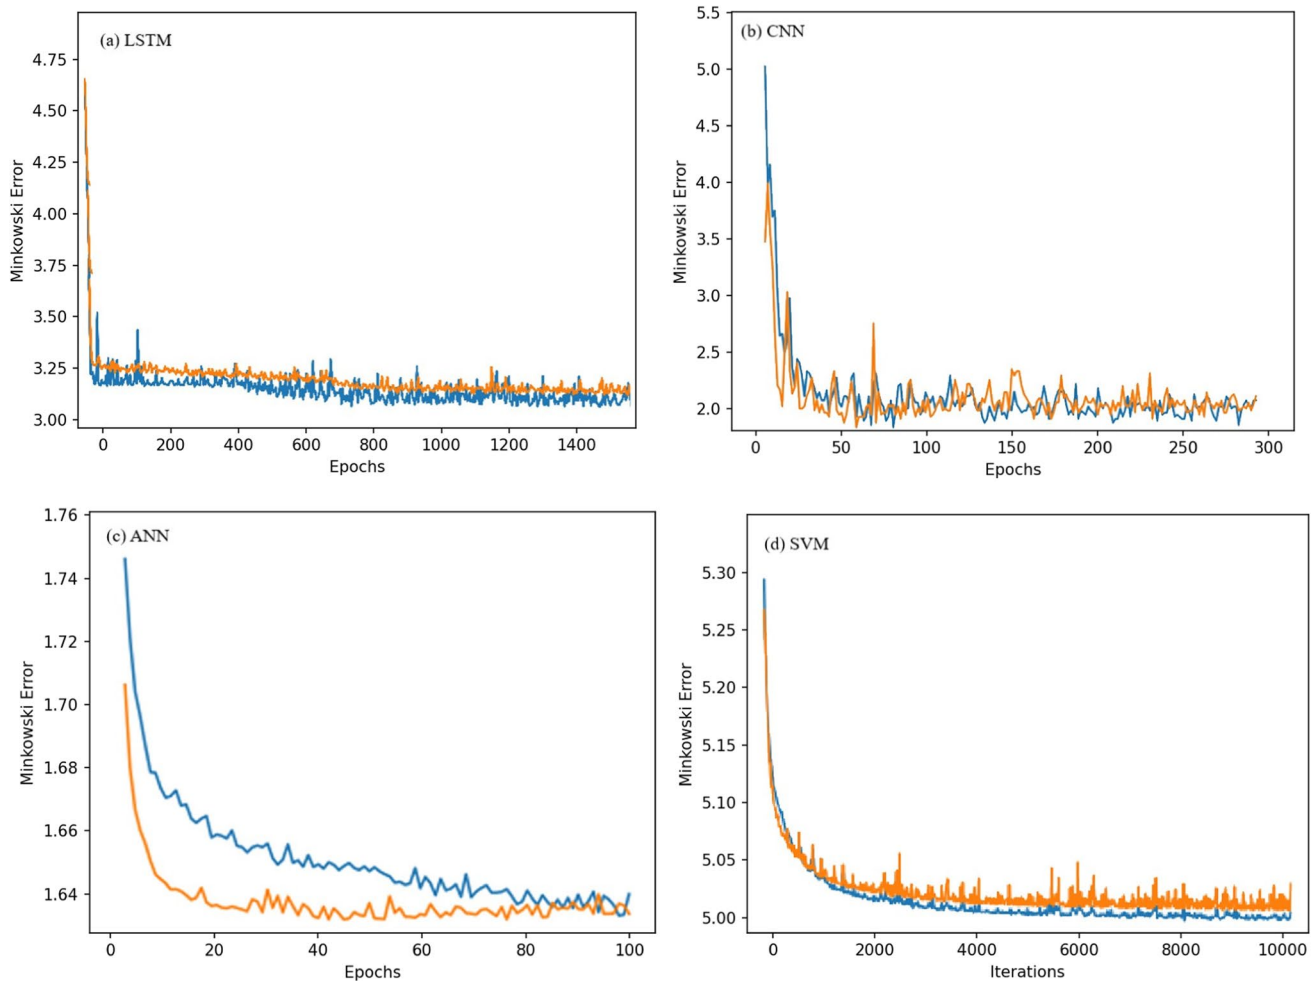 (a) LSTM
4.75
4.50
4.25
4.00
3.75
3.50
3.25
3.00
Minkowski Error
0 200 400 600 800 1000 1200 1400
Epochs
(b) CNN
5.5
5.0
4.5
4.0
3.5
3.0
2.5
2.0
Minkowski Error
0 50 100 150 200 250 300
Epochs
(c) ANN
1.76
1.74
1.72
1.70
1.68
1.66
1.64
Minkowski Error
0 20 40 60 80 100
Epochs
(d) SVM
5.30
5.25
5.20
5.15
5.10
5.05
5.00
Minkowski Error
0 2000 4000 6000 8000 10000
Iterations